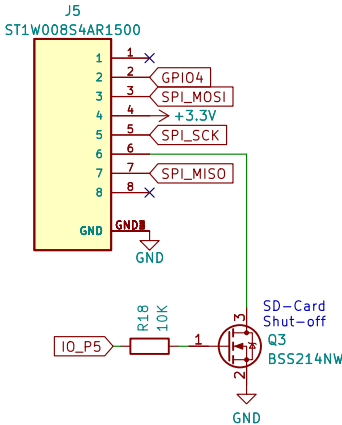 J5
ST1W008S4AR1500
1 1
2 2 GPIO4
3 3 SPI_MOSI
4 4 +3.3V
5 5 SPI_SCK
6 6
7 7 SPI_MISO
8 8
GND
GND
3
SD-Card
Shut-off
R18
10K
Q3
IO_P5
1
BSS214NW
2
GND